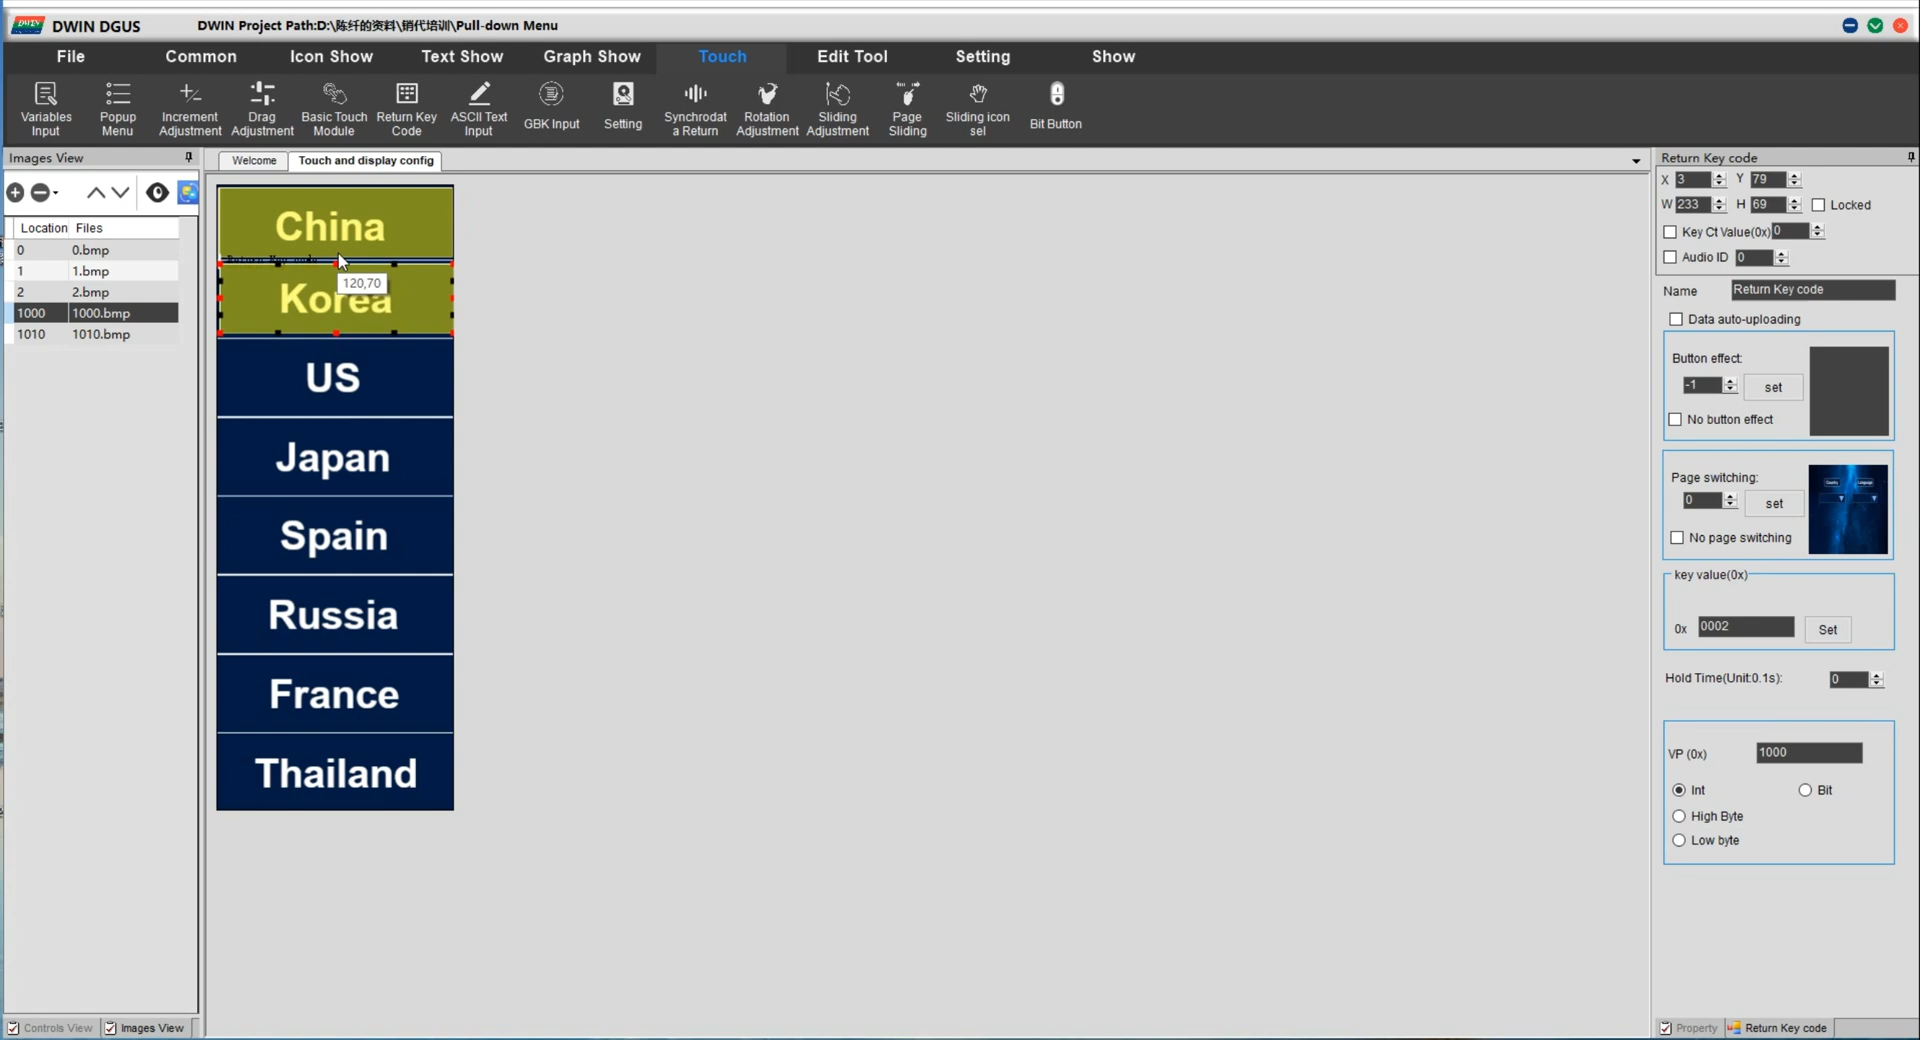 DWIN DGUS
DWIN Project Path:D:\陈纤的资料\销代培训\Pull-down Menu
File
Common
Icon Show
Text Show
Graph Show
Touch
Edit Tool
Setting
Show
Variables
Input
Popup
Menu
Increment
Adjustment
Drag
Adjustment
Basic Touch
Module
Return Key
Code
ASCII Text
Input
GBK Input
Setting
Synchrodat
a Return
Rotation
Adjustment
Sliding
Adjustment
Page
Sliding
Sliding icon
sel
Bit Button
Images View
Location Files
0 0.bmp
1 1.bmp
2 2.bmp
1000 1000.bmp
1010 1010.bmp
Controls View
Images View
Welcome
Touch and display config
China
Return Key code
120,70
Korea
US
Japan
Spain
Russia
France
Thailand
Return Key code
X 3 Y 79
W 233 H 69 Locked
Key Ct Value(0x) 0
Audio ID 0
Name Return Key code
Data auto-uploading
Button effect:
-1 set
No button effect
Page switching:
0 set
Country Language
No page switching
key value(0x)
0x 0002 Set
Hold Time(Unit:0.1s): 0
VP (0x) 1000
Int Bit
High Byte
Low byte
Property
Return Key code